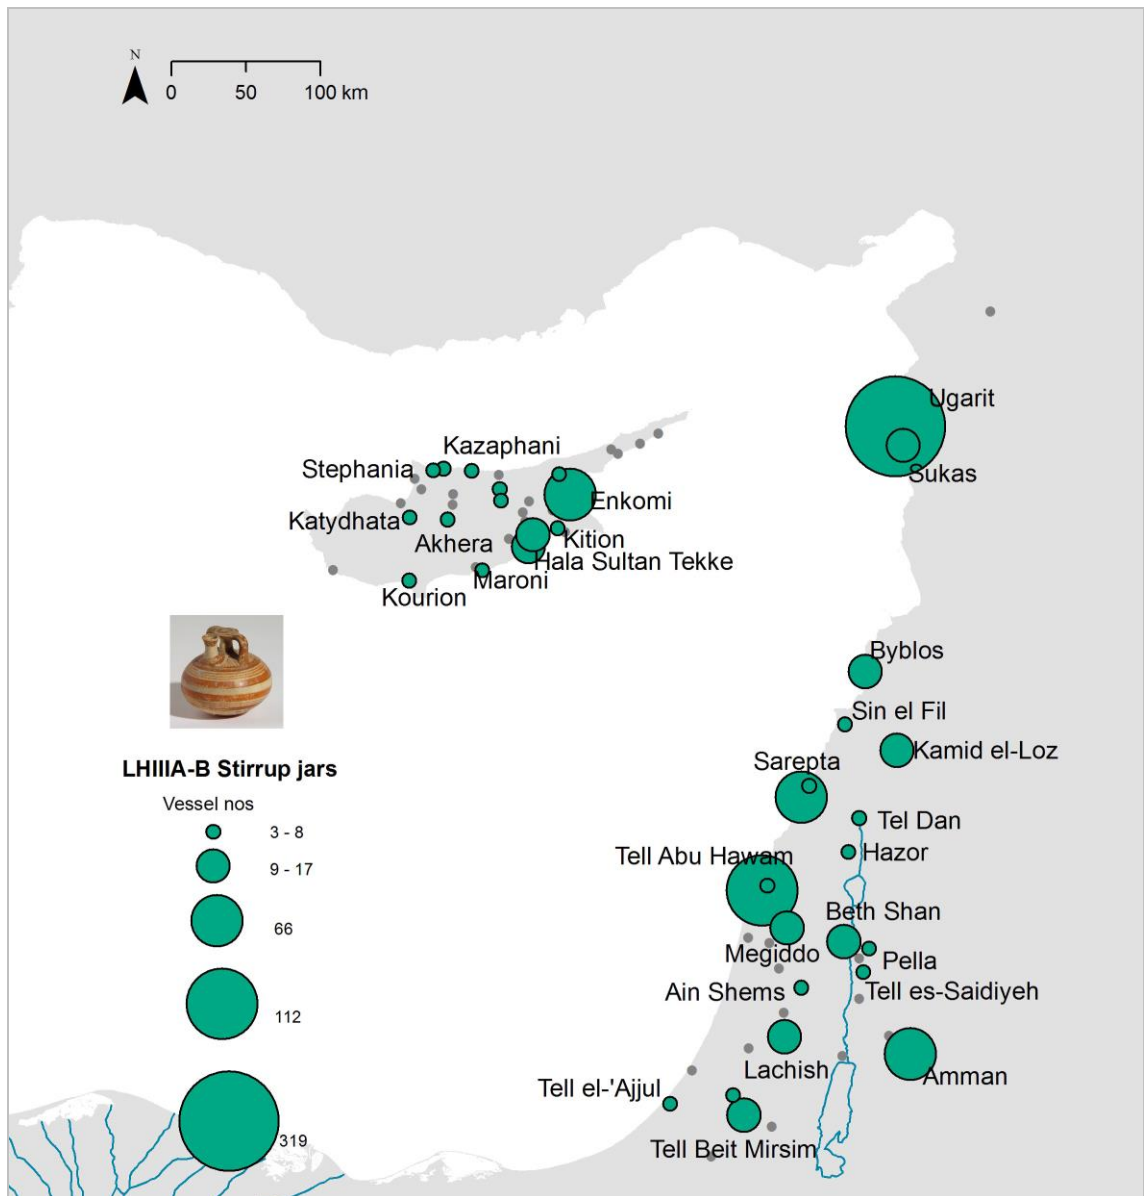 N
0 50 100 km
Ugarit
Sukas
Kazaphani
Stephania
Enkomi
Katydhata
Akhera
Kition
Hala Sultan Tekke
Maroni
Kourion
Byblos
Sin el Fil
Kamid el-Loz
Sarepta
Tel Dan
Tell Abu Hawam
Hazor
Beth Shan
Megiddo
Pella
Ain Shems
Tell es-Saidiyeh
Lachish
Amman
Tell el-'Ajjul
Tell Beit Mirsim
LHIIIA-B Stirrup jars
Vessel nos
3 - 8
9 - 17
66
112
319